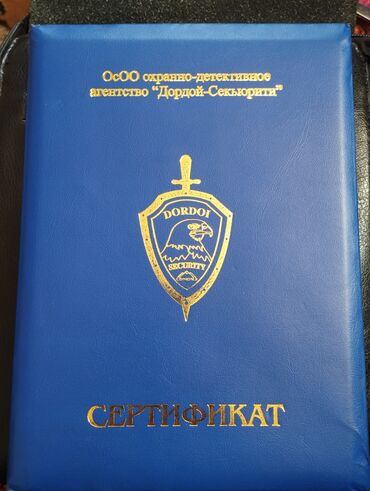 ОсОО охранно-детективное
агентство "Дордой-Секьюрити"
DORDOI
SECURITY
СЕРТИФИКАТ